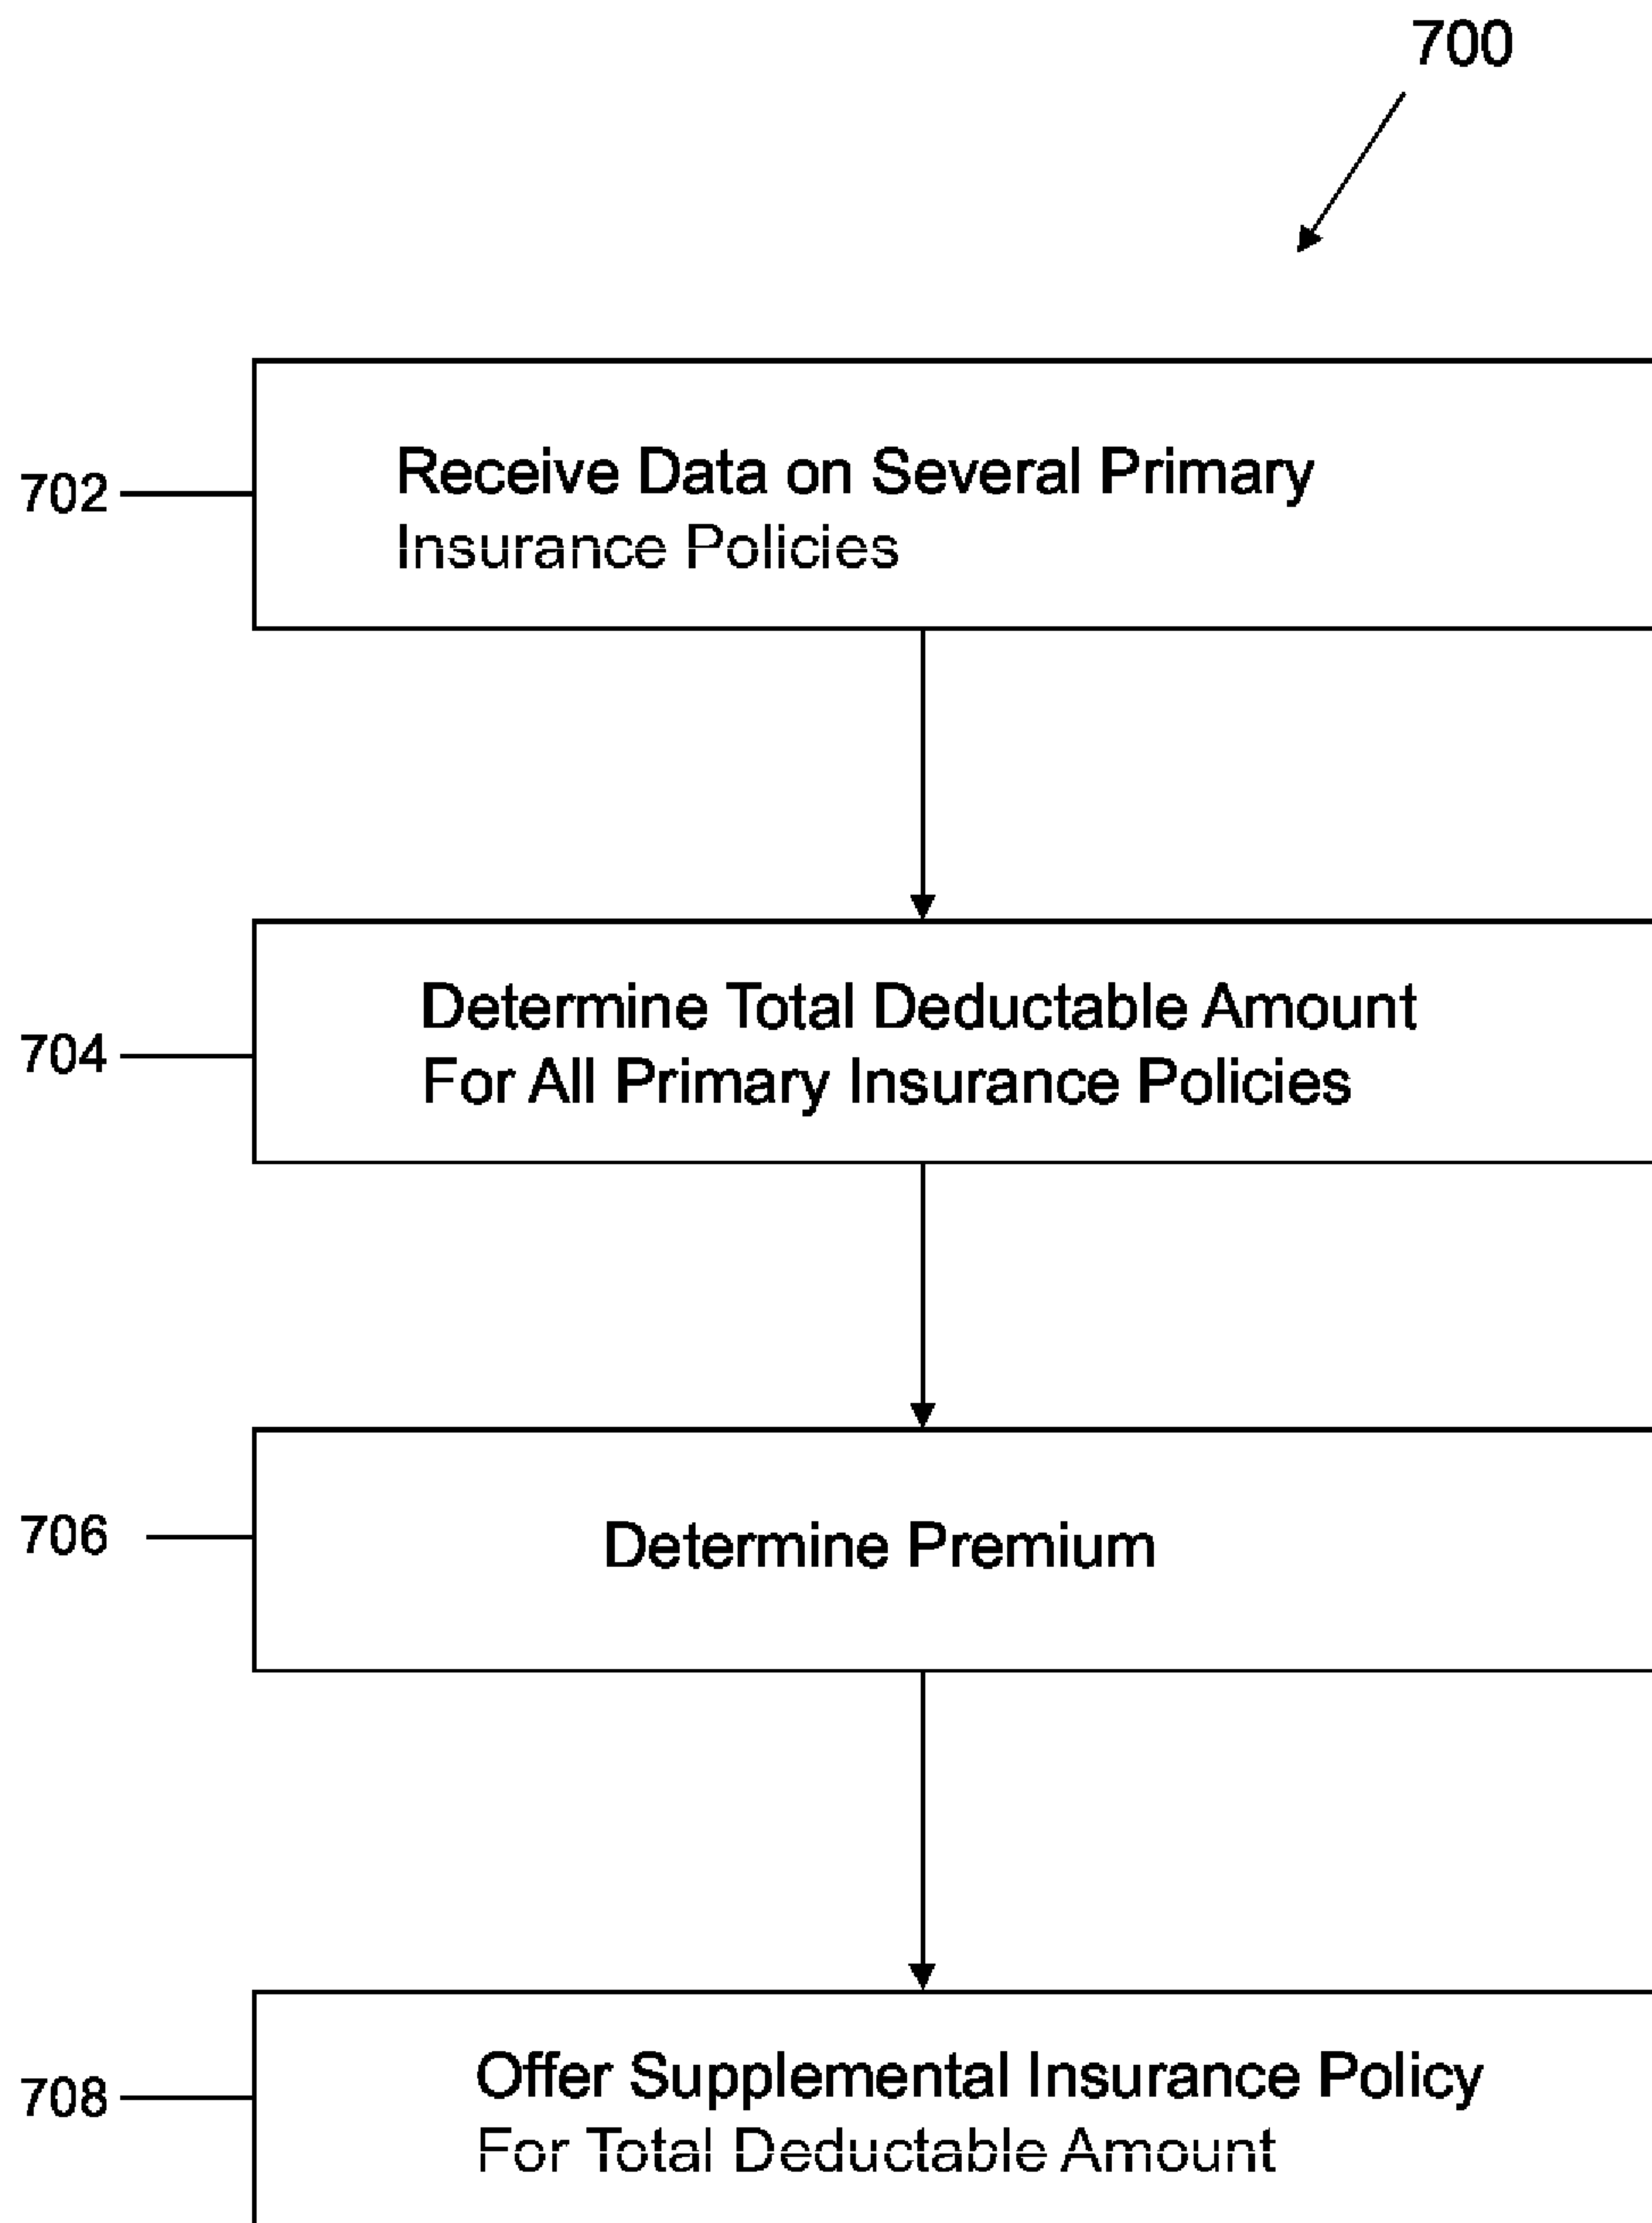 700
702
Receive Data on Several Primary
Insurance Policies
704
Determine Total Deductable Amount
For All Primary Insurance Policies
706
Determine Premium
708
Offer Supplemental Insurance Policy
For Total Deductable Amount